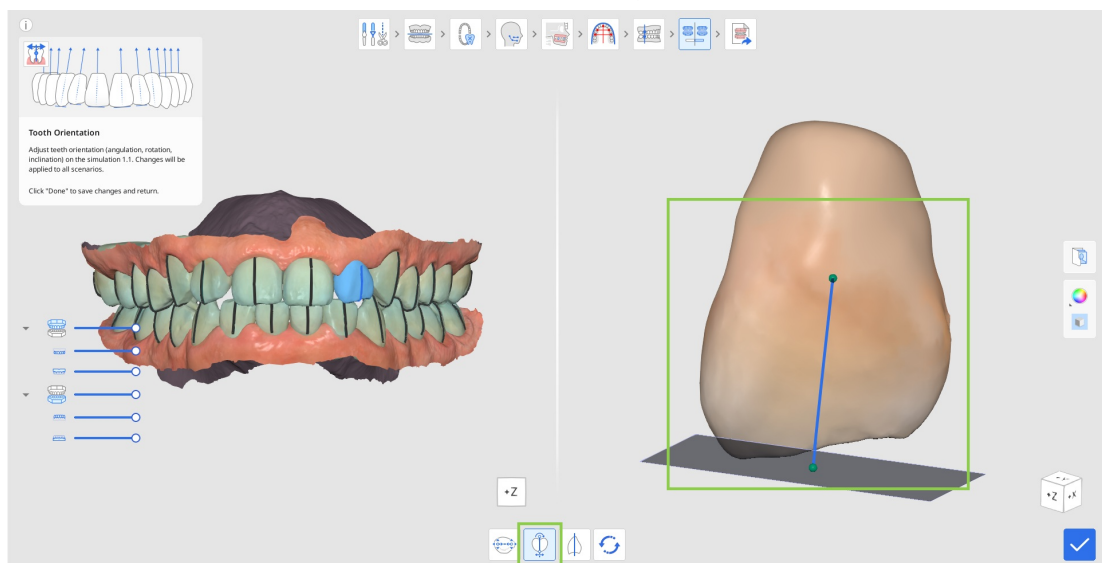 i
Tooth Orientation
Adjust teeth orientation (angulation, rotation,
inclination) on the simulation 1.1. Changes will be
applied to all scenarios.
Click "Done" to save changes and return.
+Z
+Z +X